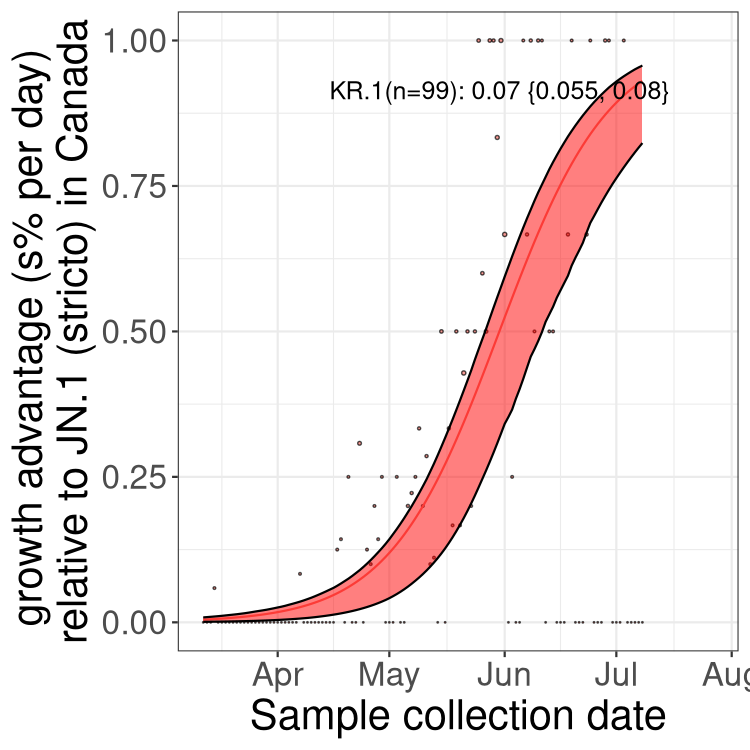 growth advantage (s% per day)
relative to JN.1 (stricto) in Canada
1.00
0.75
0.50
0.25
0.00
KR.1(n=99): 0.07 {0.055, 0.08}
Apr May Jun Jul Aug
Sample collection date